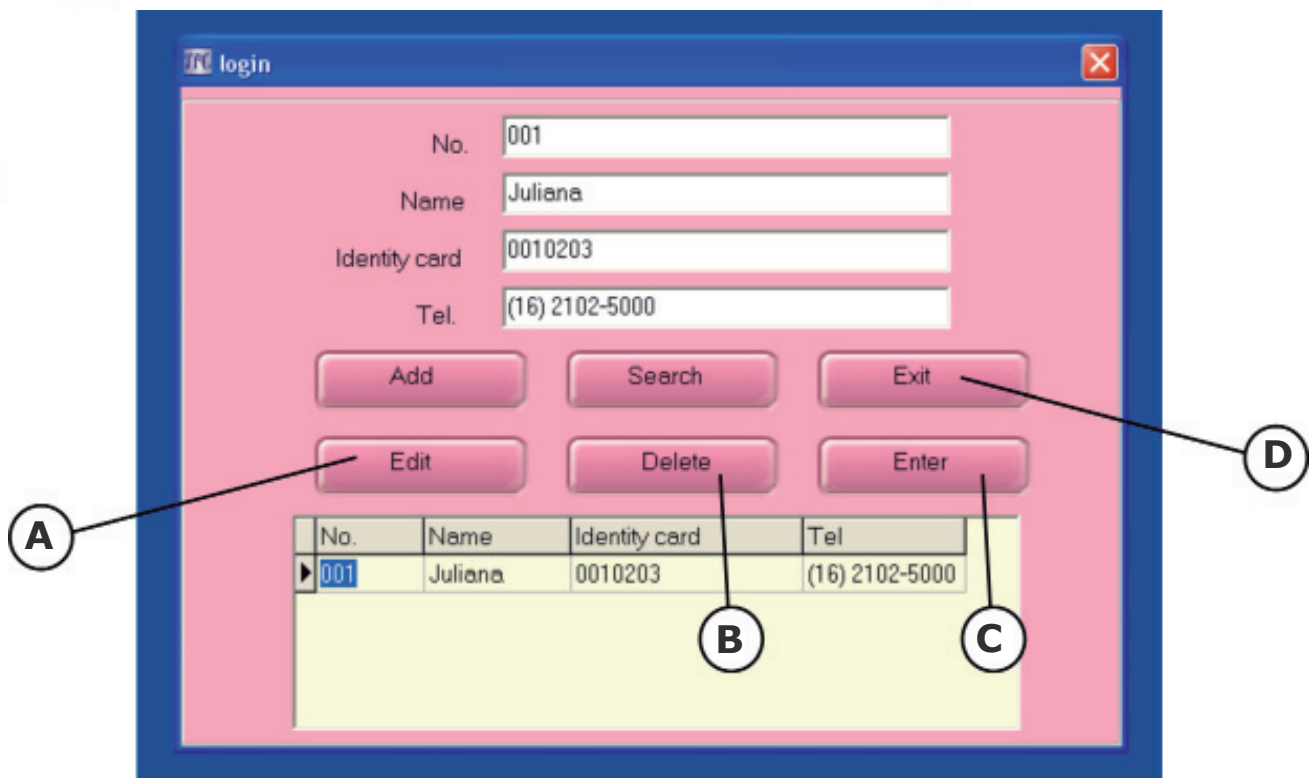 login
No. 001
Name Juliana
Identity card 0010203
Tel. (16) 2102-5000
Add Search Exit
Edit Delete Enter
D
A
No. Name Identity card Tel
001 Juliana 0010203 (16) 2102-5000
B C